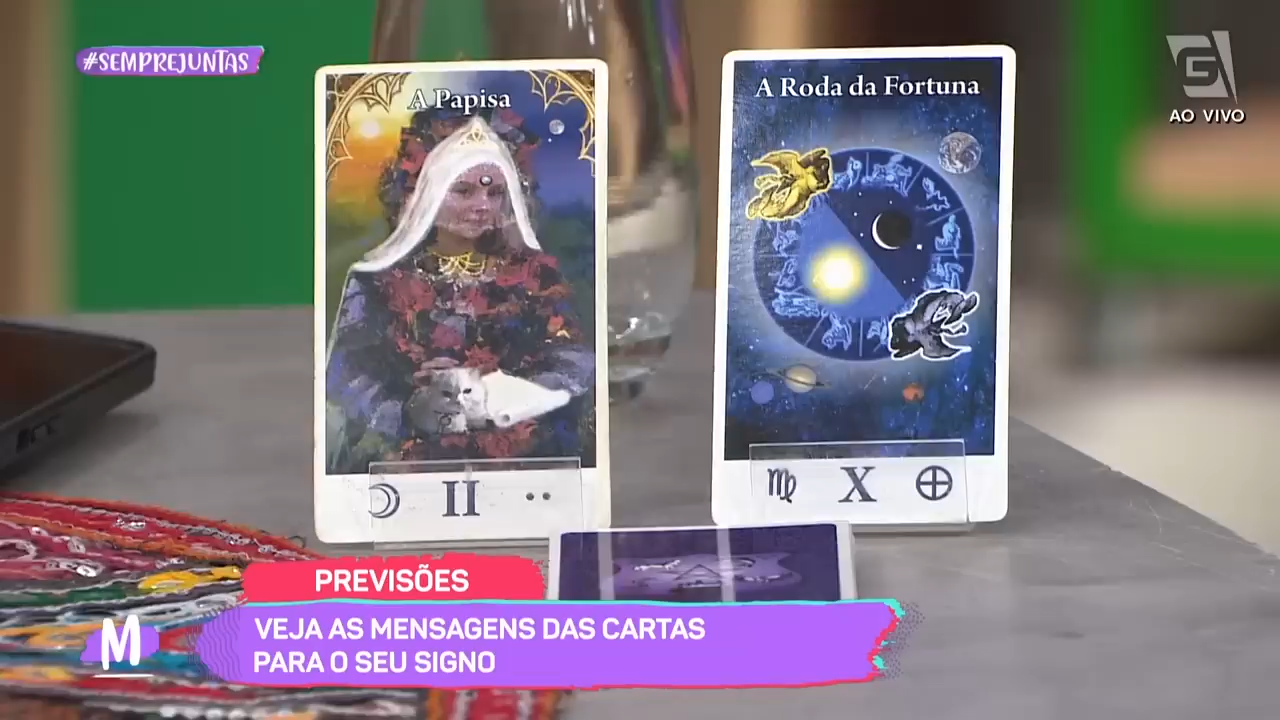 #SEMPREJUNTAS
G
AO VIVO
A Papisa
A Roda da Fortuna
II
X
PREVISÕES
M
VEJA AS MENSAGENS DAS CARTAS
PARA O SEU SIGNO